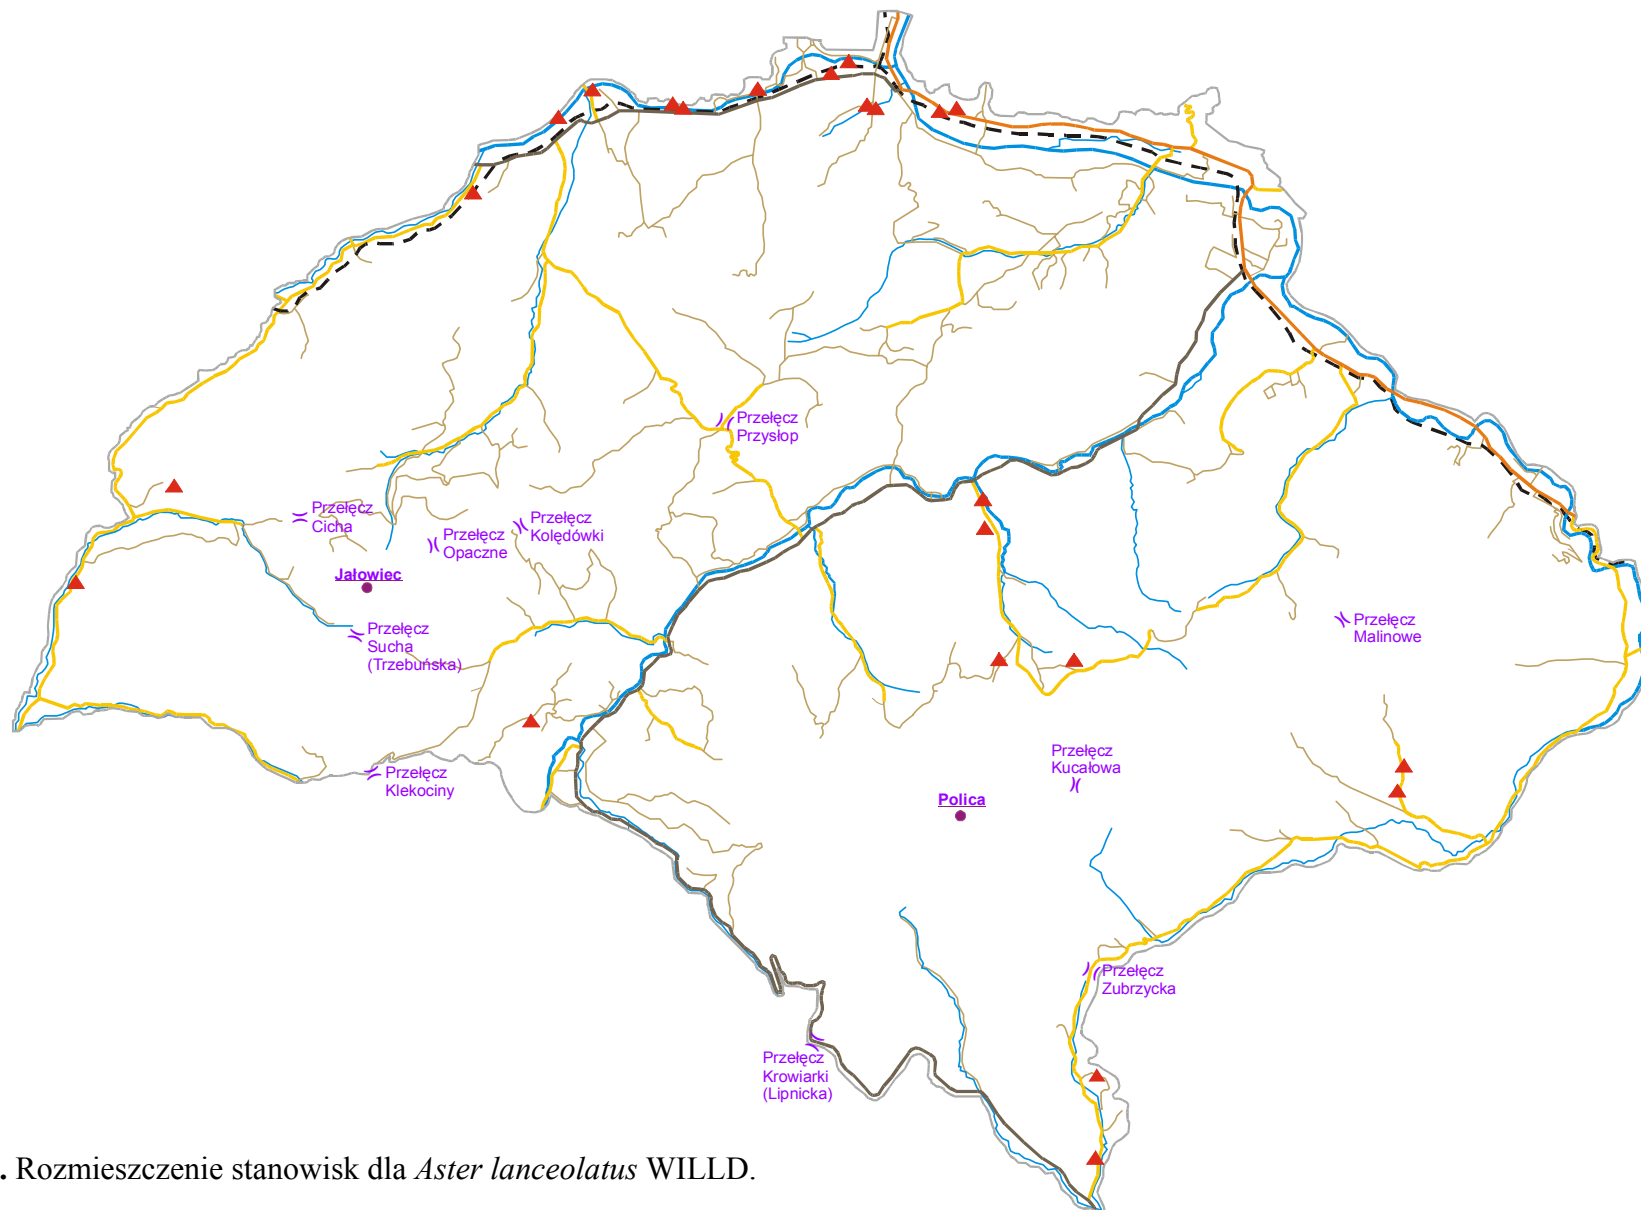 Przełęcz
Przysłop
Przełęcz
Cicha
Przełęcz
Opaczne
Przełęcz
Kolędówki
Jałowiec
Przełęcz
Sucha
(Trzebuńska)
Przełęcz
Malinowe
Przełęcz
Klekociny
Przełęcz
Kucałowa
Polica
Przełęcz
Zubrzycka
Przełęcz
Krowiarki
(Lipnicka)
. Rozmieszczenie stanowisk dla Aster lanceolatus WILLD.